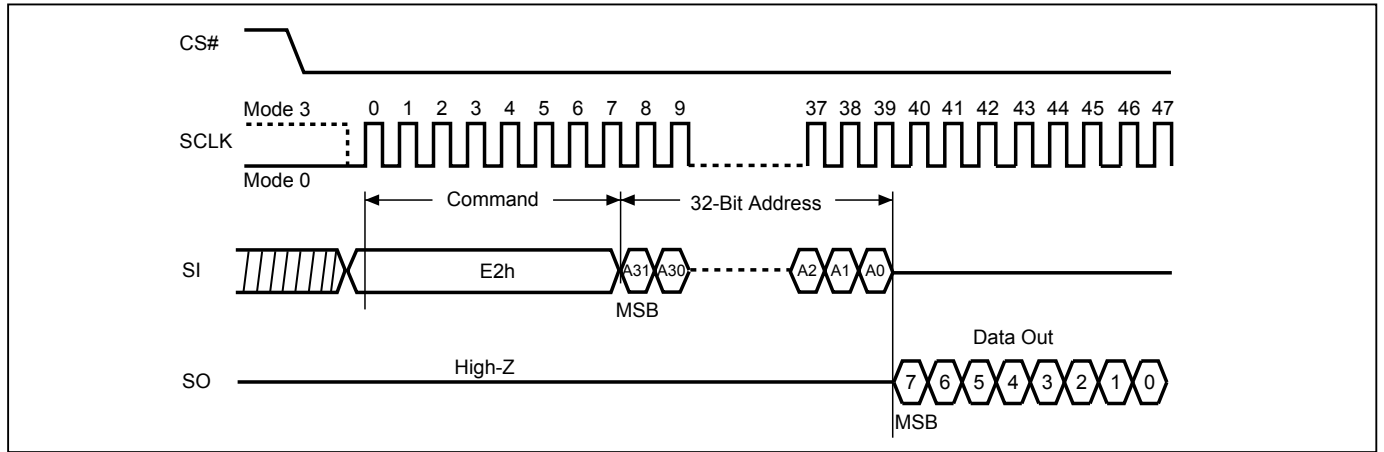 CS#
Mode 3 0 1 2 3 4 5 6 7 8 9 37 38 39 40 41 42 43 44 45 46 47
SCLK
Mode 0
Command 32-Bit Address
SI E2h A31 A30 A2 A1 A0
MSB
Data Out
High-Z
SO 7 6 5 4 3 2 1 0
MSB